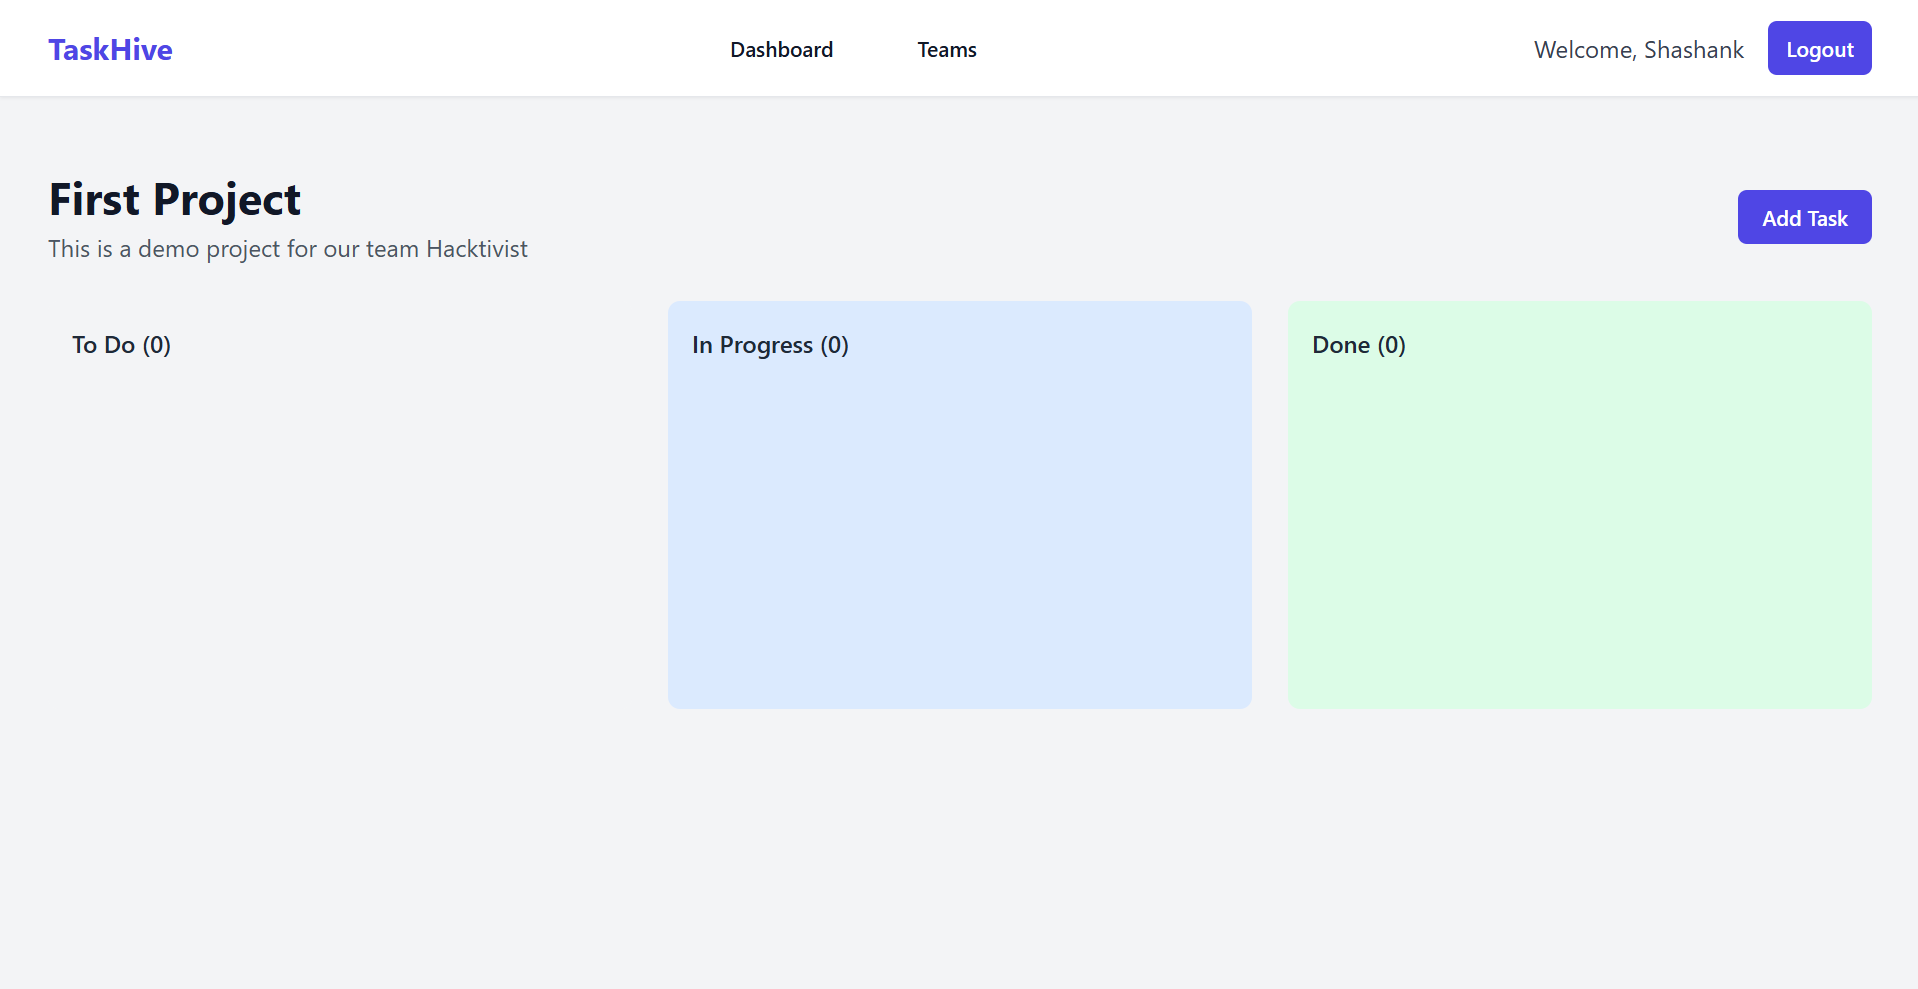 TaskHive
Dashboard
Teams
Welcome, Shashank
Logout
First Project
This is a demo project for our team Hacktivist
Add Task
To Do (0)
In Progress (0)
Done (0)